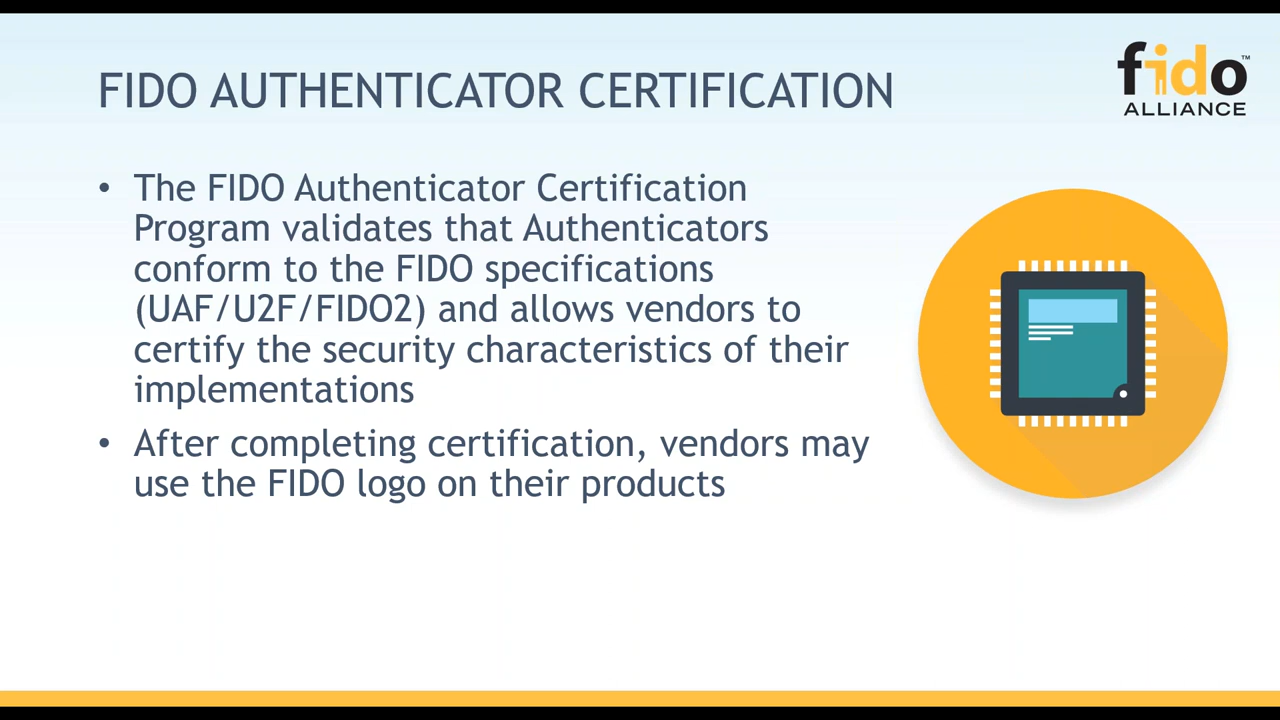 FIDO AUTHENTICATOR CERTIFICATION
fido™
ALLIANCE
• The FIDO Authenticator Certification
Program validates that Authenticators
conform to the FIDO specifications
(UAF/U2F/FIDO2) and allows vendors to
certify the security characteristics of their
implementations
• After completing certification, vendors may
use the FIDO logo on their products